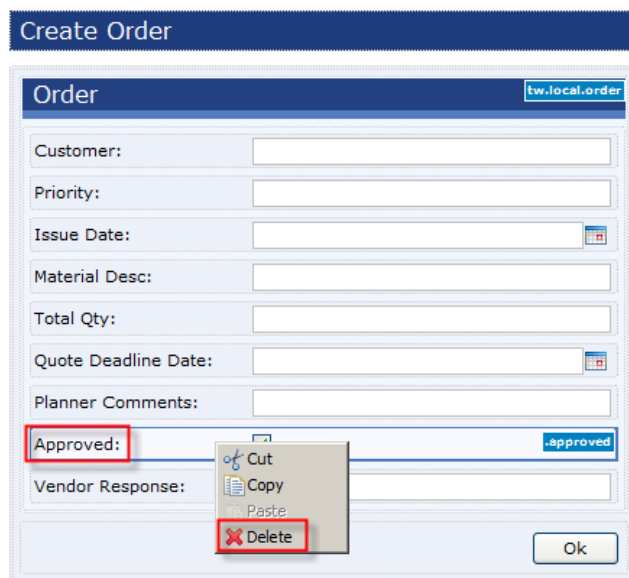 Create Order
Order
tw.local.order
Customer:
Priority:
Issue Date:
Material Desc:
Total Qty:
Quote Deadline Date:
Planner Comments:
Approved:
.approved
Cut
Vendor Response:
Copy
Paste
Delete
Ok